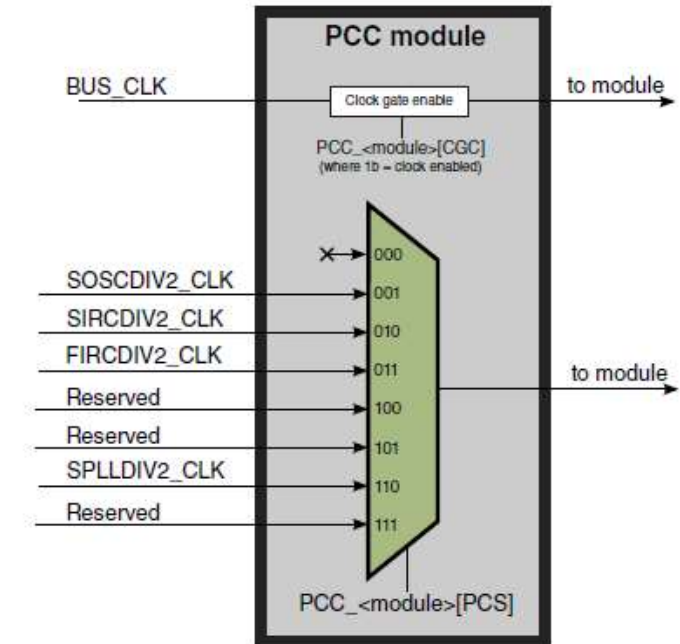 PCC module
BUS_CLK
Clock gate enable
to module
PCC_<module>[CGC]
(where 1b = clock enabled)
000
SOSCDIV2_CLK
001
SIRCDIV2_CLK
010
FIRCDIV2_CLK
011
to module
Reserved
100
Reserved
101
SPLLDIV2_CLK
110
Reserved
111
PCC_<module>[PCS]